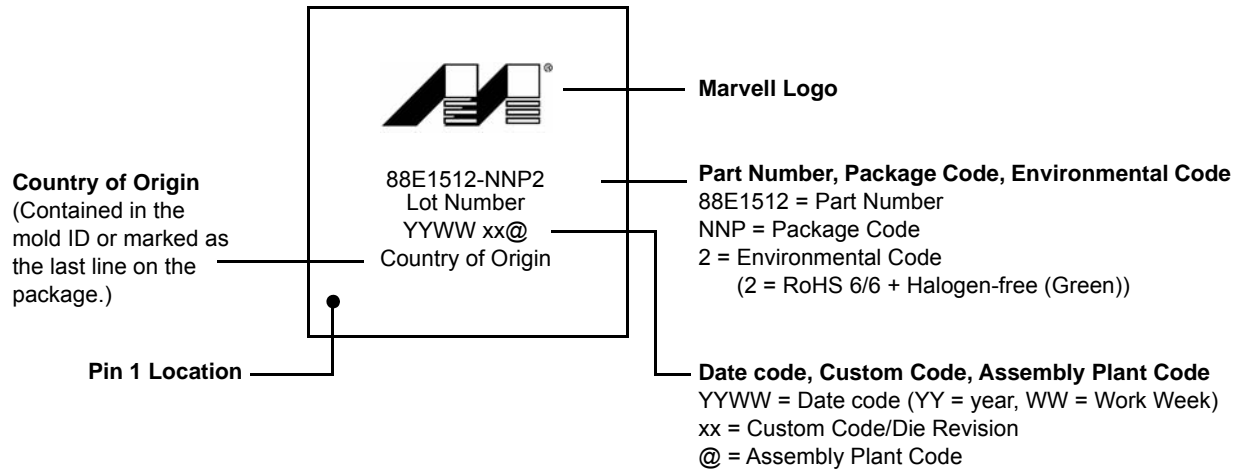 ®
Marvell Logo
Country of Origin
(Contained in the
mold ID or marked as
the last line on the
package.)
88E1512-NNP2
Lot Number
YYWW xx@
Country of Origin
Part Number, Package Code, Environmental Code
88E1512 = Part Number
NNP = Package Code
2 = Environmental Code
(2 = RoHS 6/6 + Halogen-free (Green))
Pin 1 Location
Date code, Custom Code, Assembly Plant Code
YYWW = Date code (YY = year, WW = Work Week)
xx = Custom Code/Die Revision
@ = Assembly Plant Code